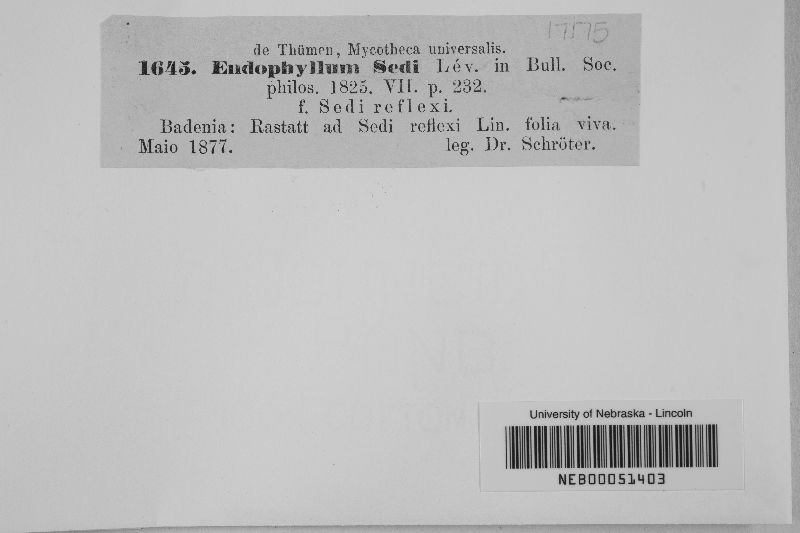 17575
de Thümen, Mycotheca universalis.
1645. Endophyllum Sedi Lév. in Bull. Soc.
philos. 1825. VII. p. 232.
f. Sedi reflexi.
Badenia: Rastatt ad Sedi reflexi Lin. folia viva.
Maio 1877. leg. Dr. Schröter.
University of Nebraska - Lincoln
NEB00051403